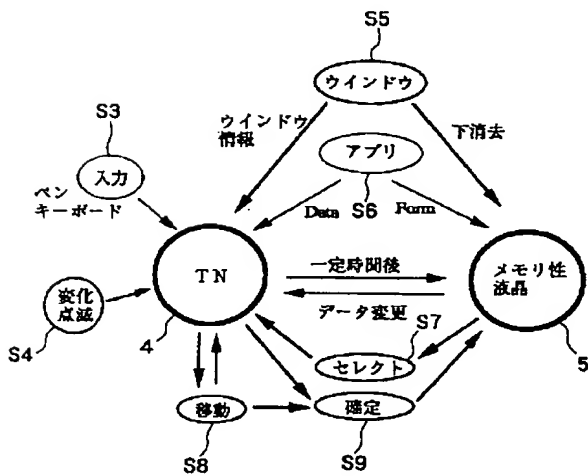 S5
ウインドウ
S3
ウインドウ
情報
下消去
アプリ
入力
ペン
キーボード
S6
Data
Form
TN
一定時間後
メモリ性
液晶
変化
点滅
データ変更
S7
S4
4
セレクト
5
移動
確定
S8
S9